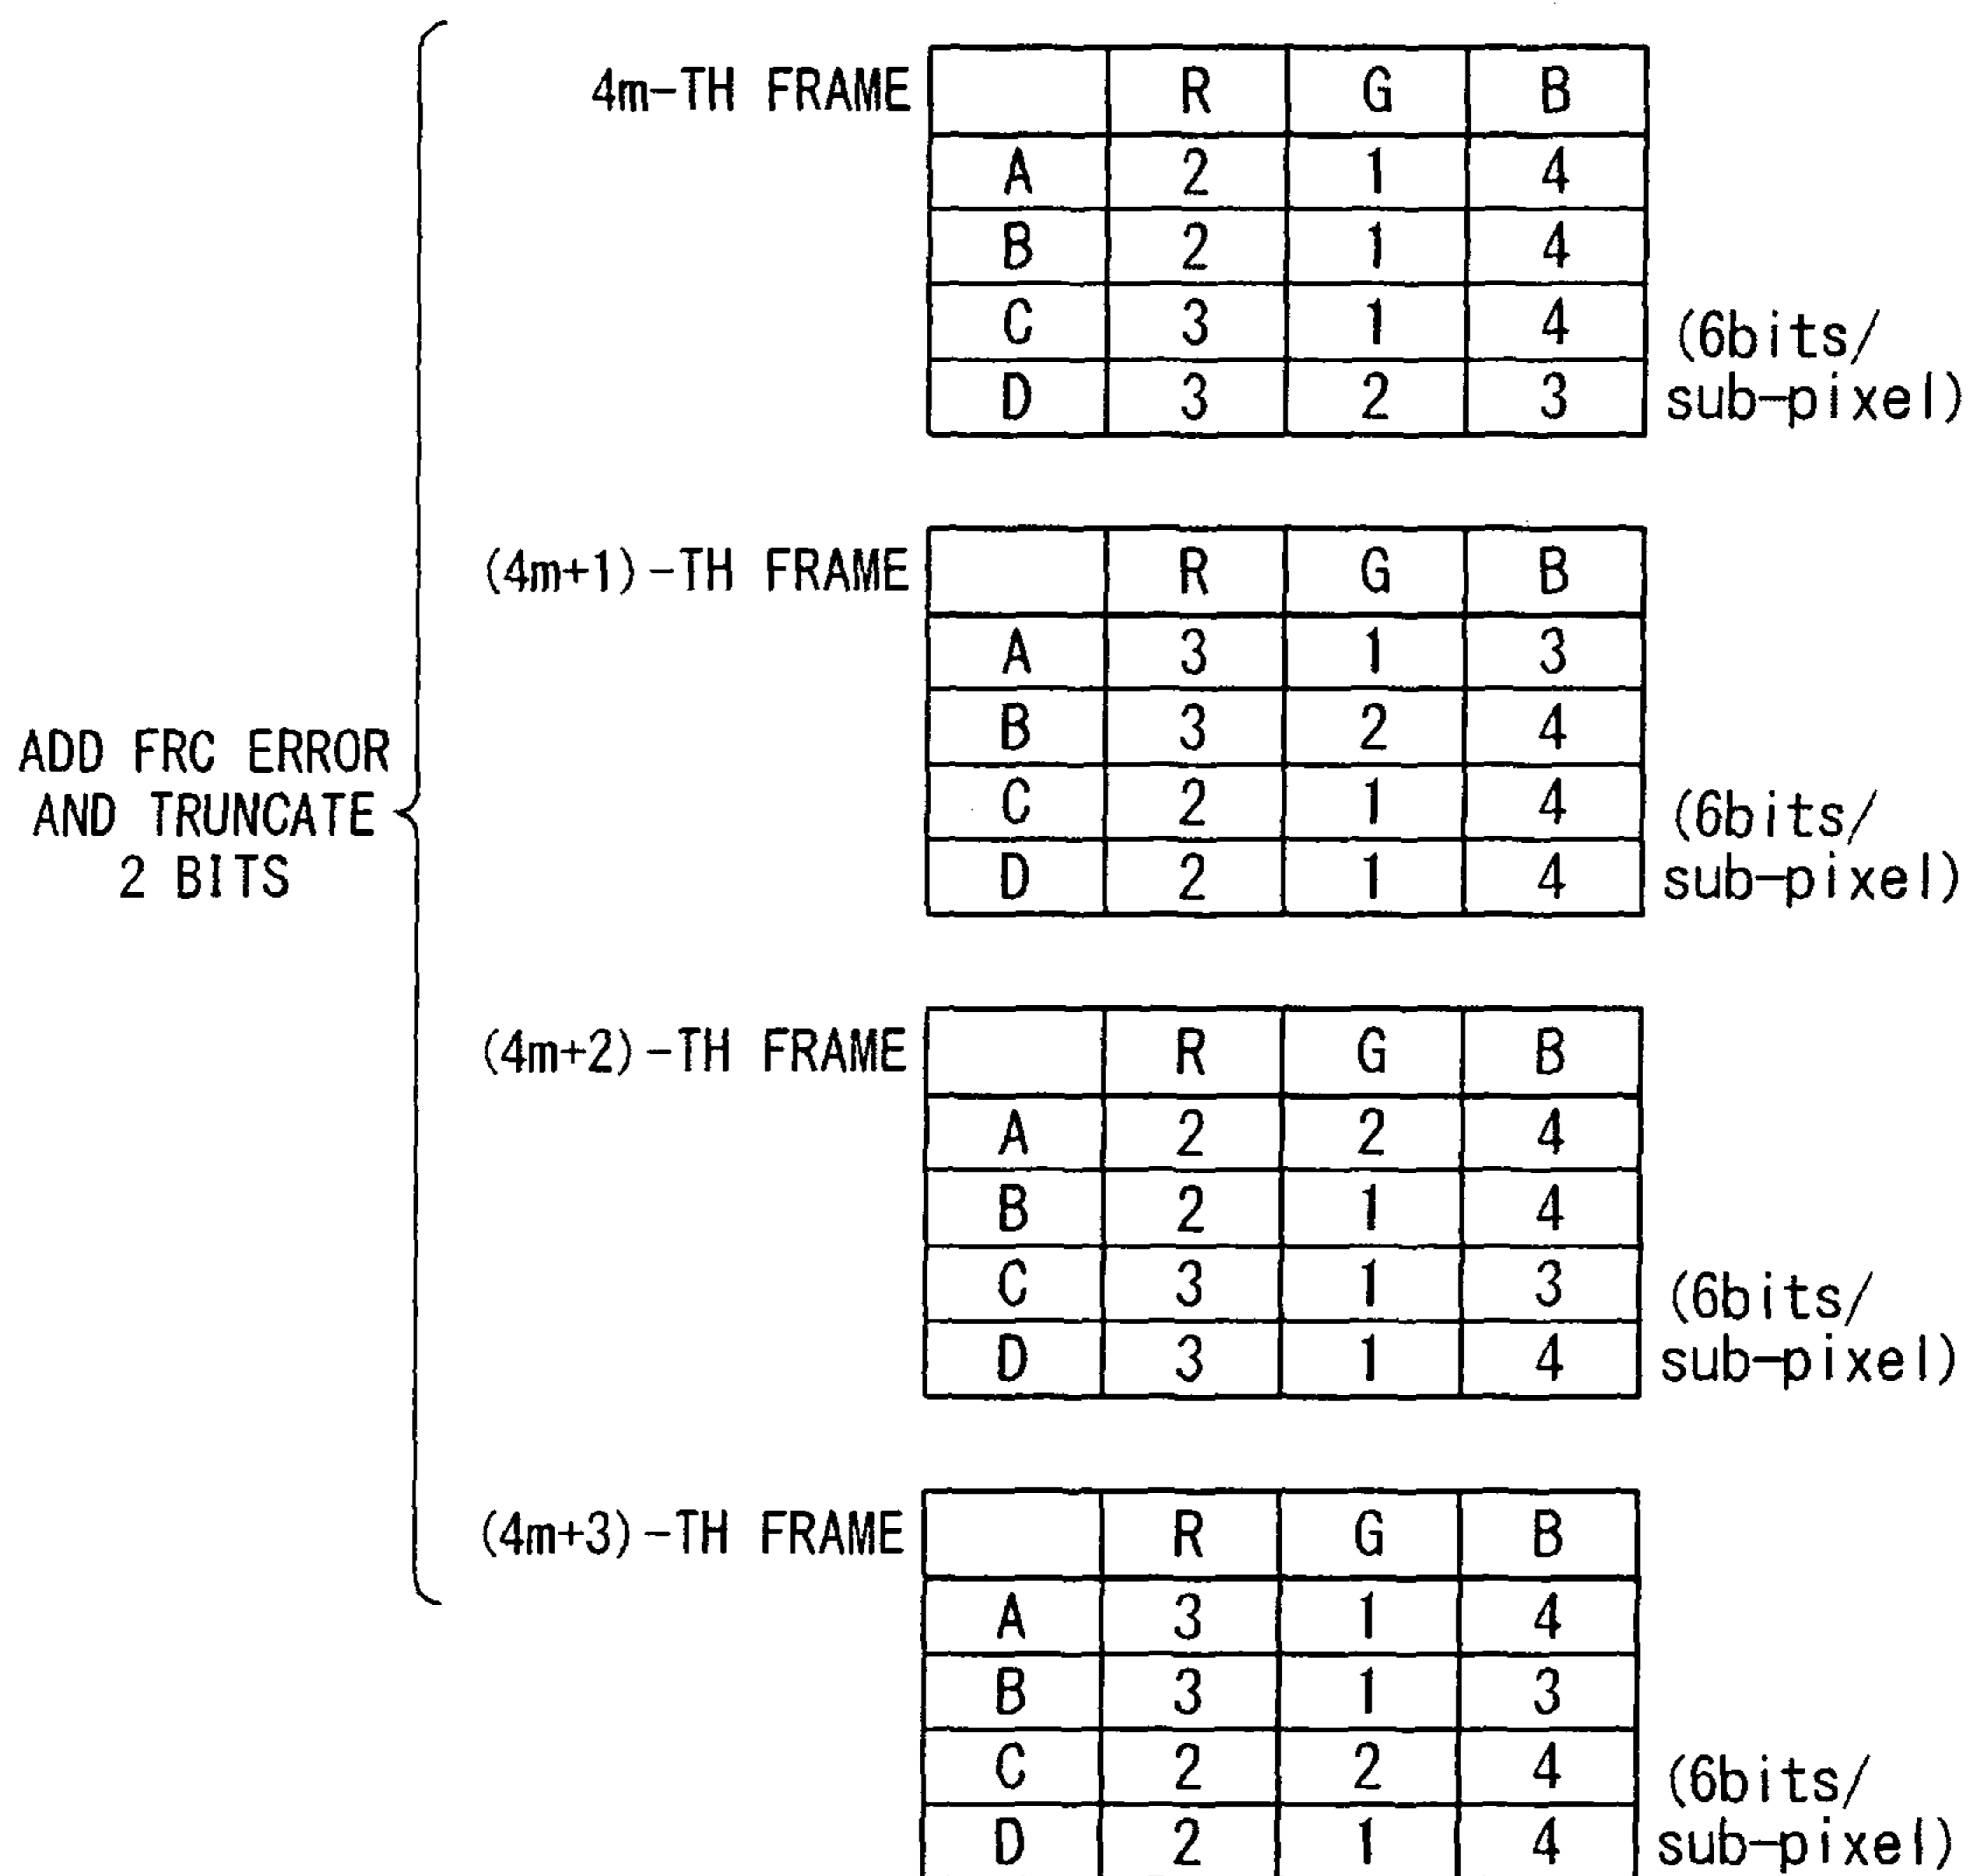 4m-TH FRAME
R G B
A 2 1 4
B 2 1 4
C 3 1 4
D 3 2 3
(6bits/
sub-pixel)
(4m+1)-TH FRAME
R G B
A 3 1 3
B 3 2 4
C 2 1 4
D 2 1 4
(6bits/
sub-pixel)
ADD FRC ERROR
AND TRUNCATE
2 BITS
(4m+2)-TH FRAME
R G B
A 2 2 4
B 2 1 4
C 3 1 3
D 3 1 4
(6bits/
sub-pixel)
(4m+3)-TH FRAME
R G B
A 3 1 4
B 3 1 3
C 2 2 4
D 2 1 4
(6bits/
sub-pixel)